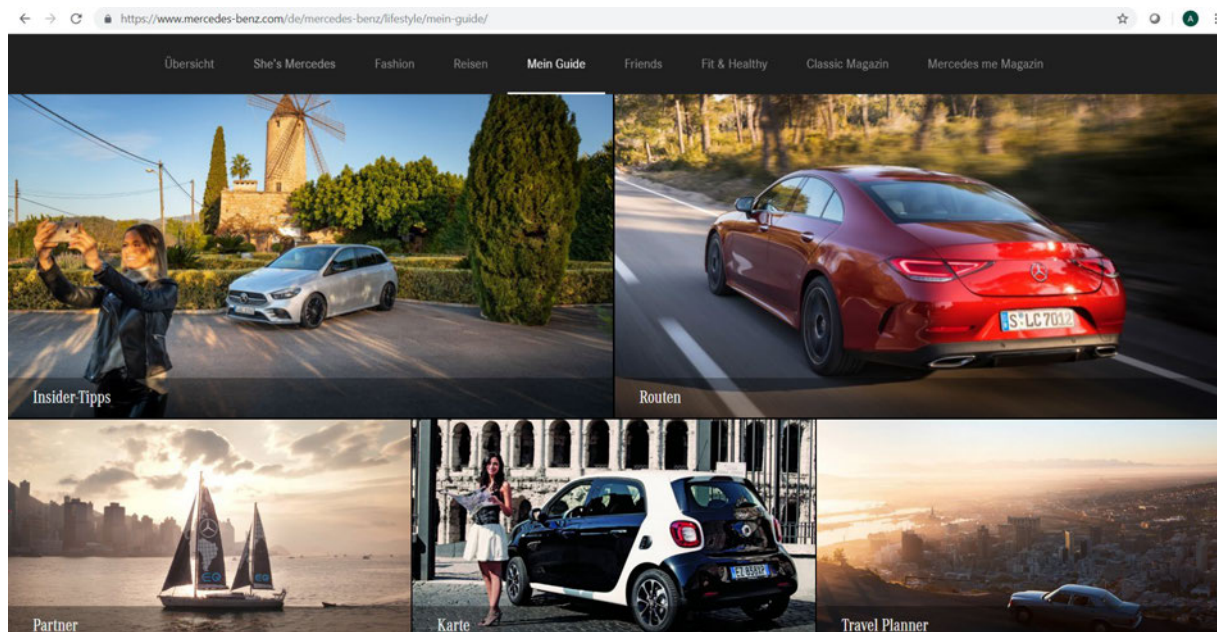 https://www.mercedes-benz.com/de/mercedes-benz/lifestyle/mein-guide/
A
Übersicht She's Mercedes Fashion Reisen Mein Guide Friends Fit & Healthy Classic Magazin Mercedes me Magazin
S LC 7012
Insider-Tipps
Routen
EQ
EQ
Partner
Karte
Travel Planner